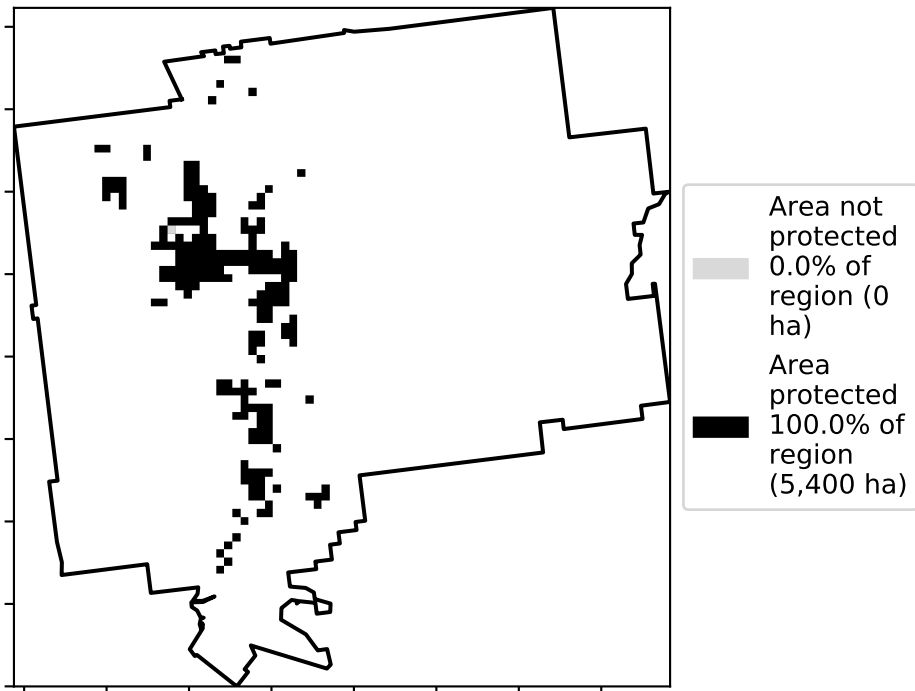 Area not
protected
0.0% of
region (0
ha)
Area
protected
100.0% of
region
(5,400 ha)